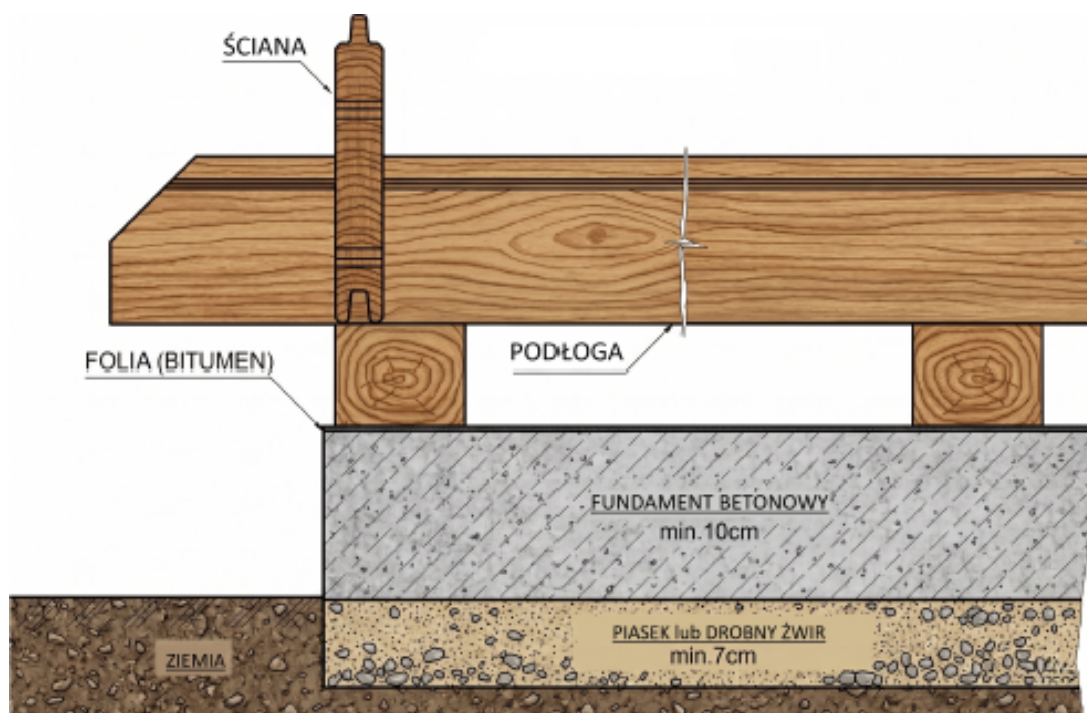 ŚCIANA
FOLIA (BITUMEN)
PODŁOGA
FUNDAMENT BETONOWY
min.10cm
PIASEK lub DROBNY ŻWIR
min.7cm
ZIEMIA